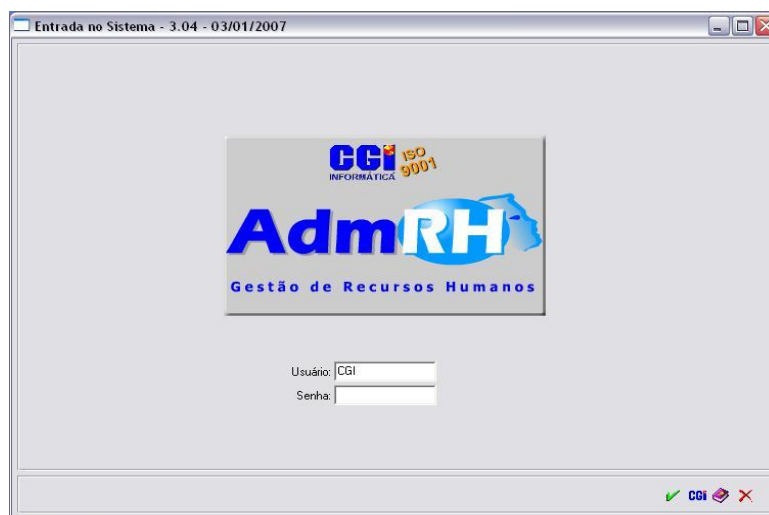 Entrada no Sistema - 3.04 - 03/01/2007
CGI ISO 9001
INFORMÁTICA
AdmRH
Gestão de Recursos Humanos
Usuário: CGI
Senha:
CGI